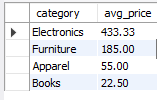 category avg_price
Electronics 433.33
Furniture 185.00
Apparel 55.00
Books 22.50